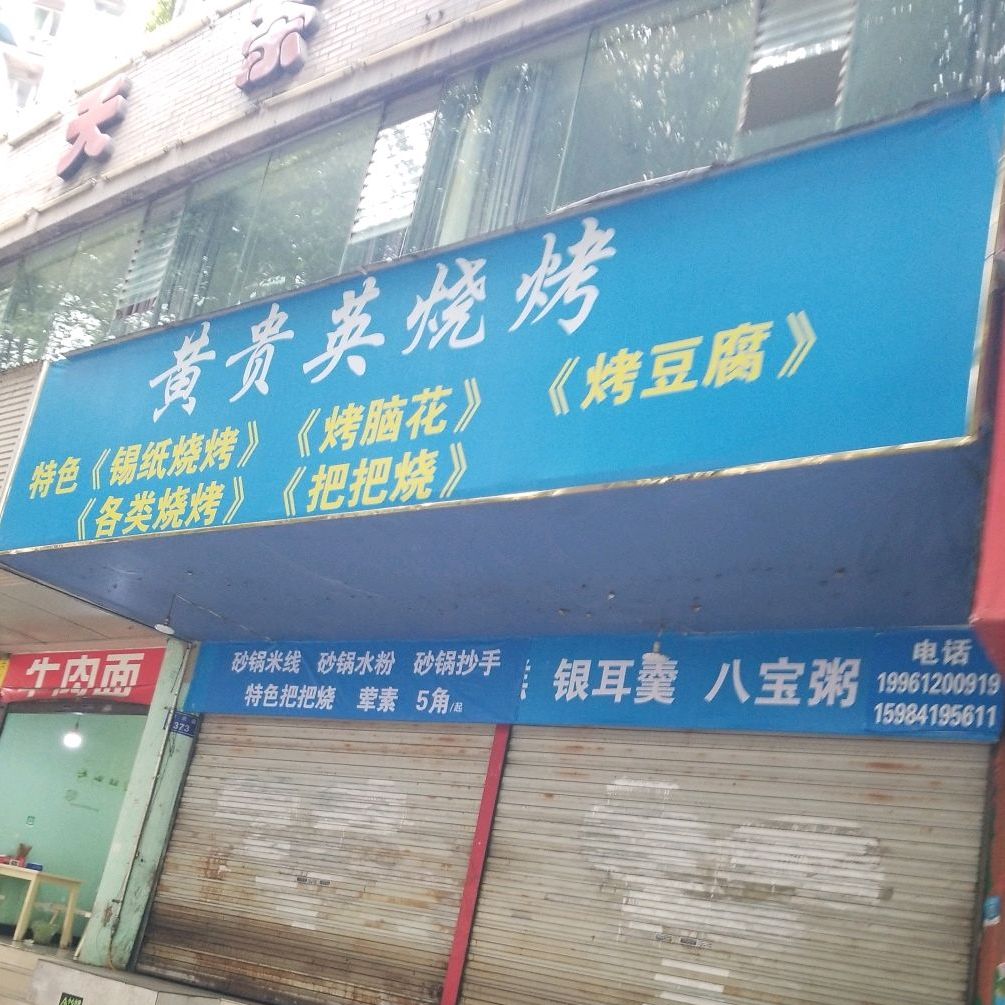 黄贵英烧烤
特色《锡纸烧烤》 《烤脑花》 《烤豆腐》
《各类烧烤》 《把把烧》
牛肉面
砂锅米线 砂锅水粉 砂锅抄手
特色把把烧 荤素 5角/起
银耳羹 八宝粥
电话
19961200919
15984195611
373